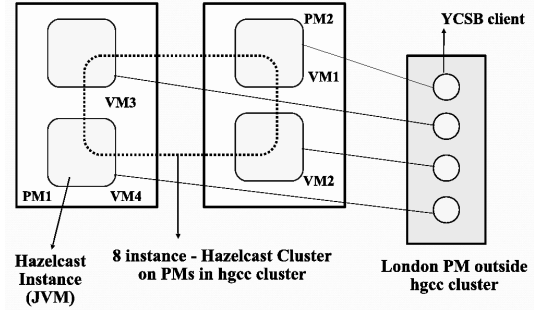 YCSB client
PM2
VM1
VM3
VM2
PM1
VM4
Hazelcast
Instance
(JVM)
8 instance - Hazelcast Cluster
on PMs in hgcc cluster
London PM outside
hgcc cluster